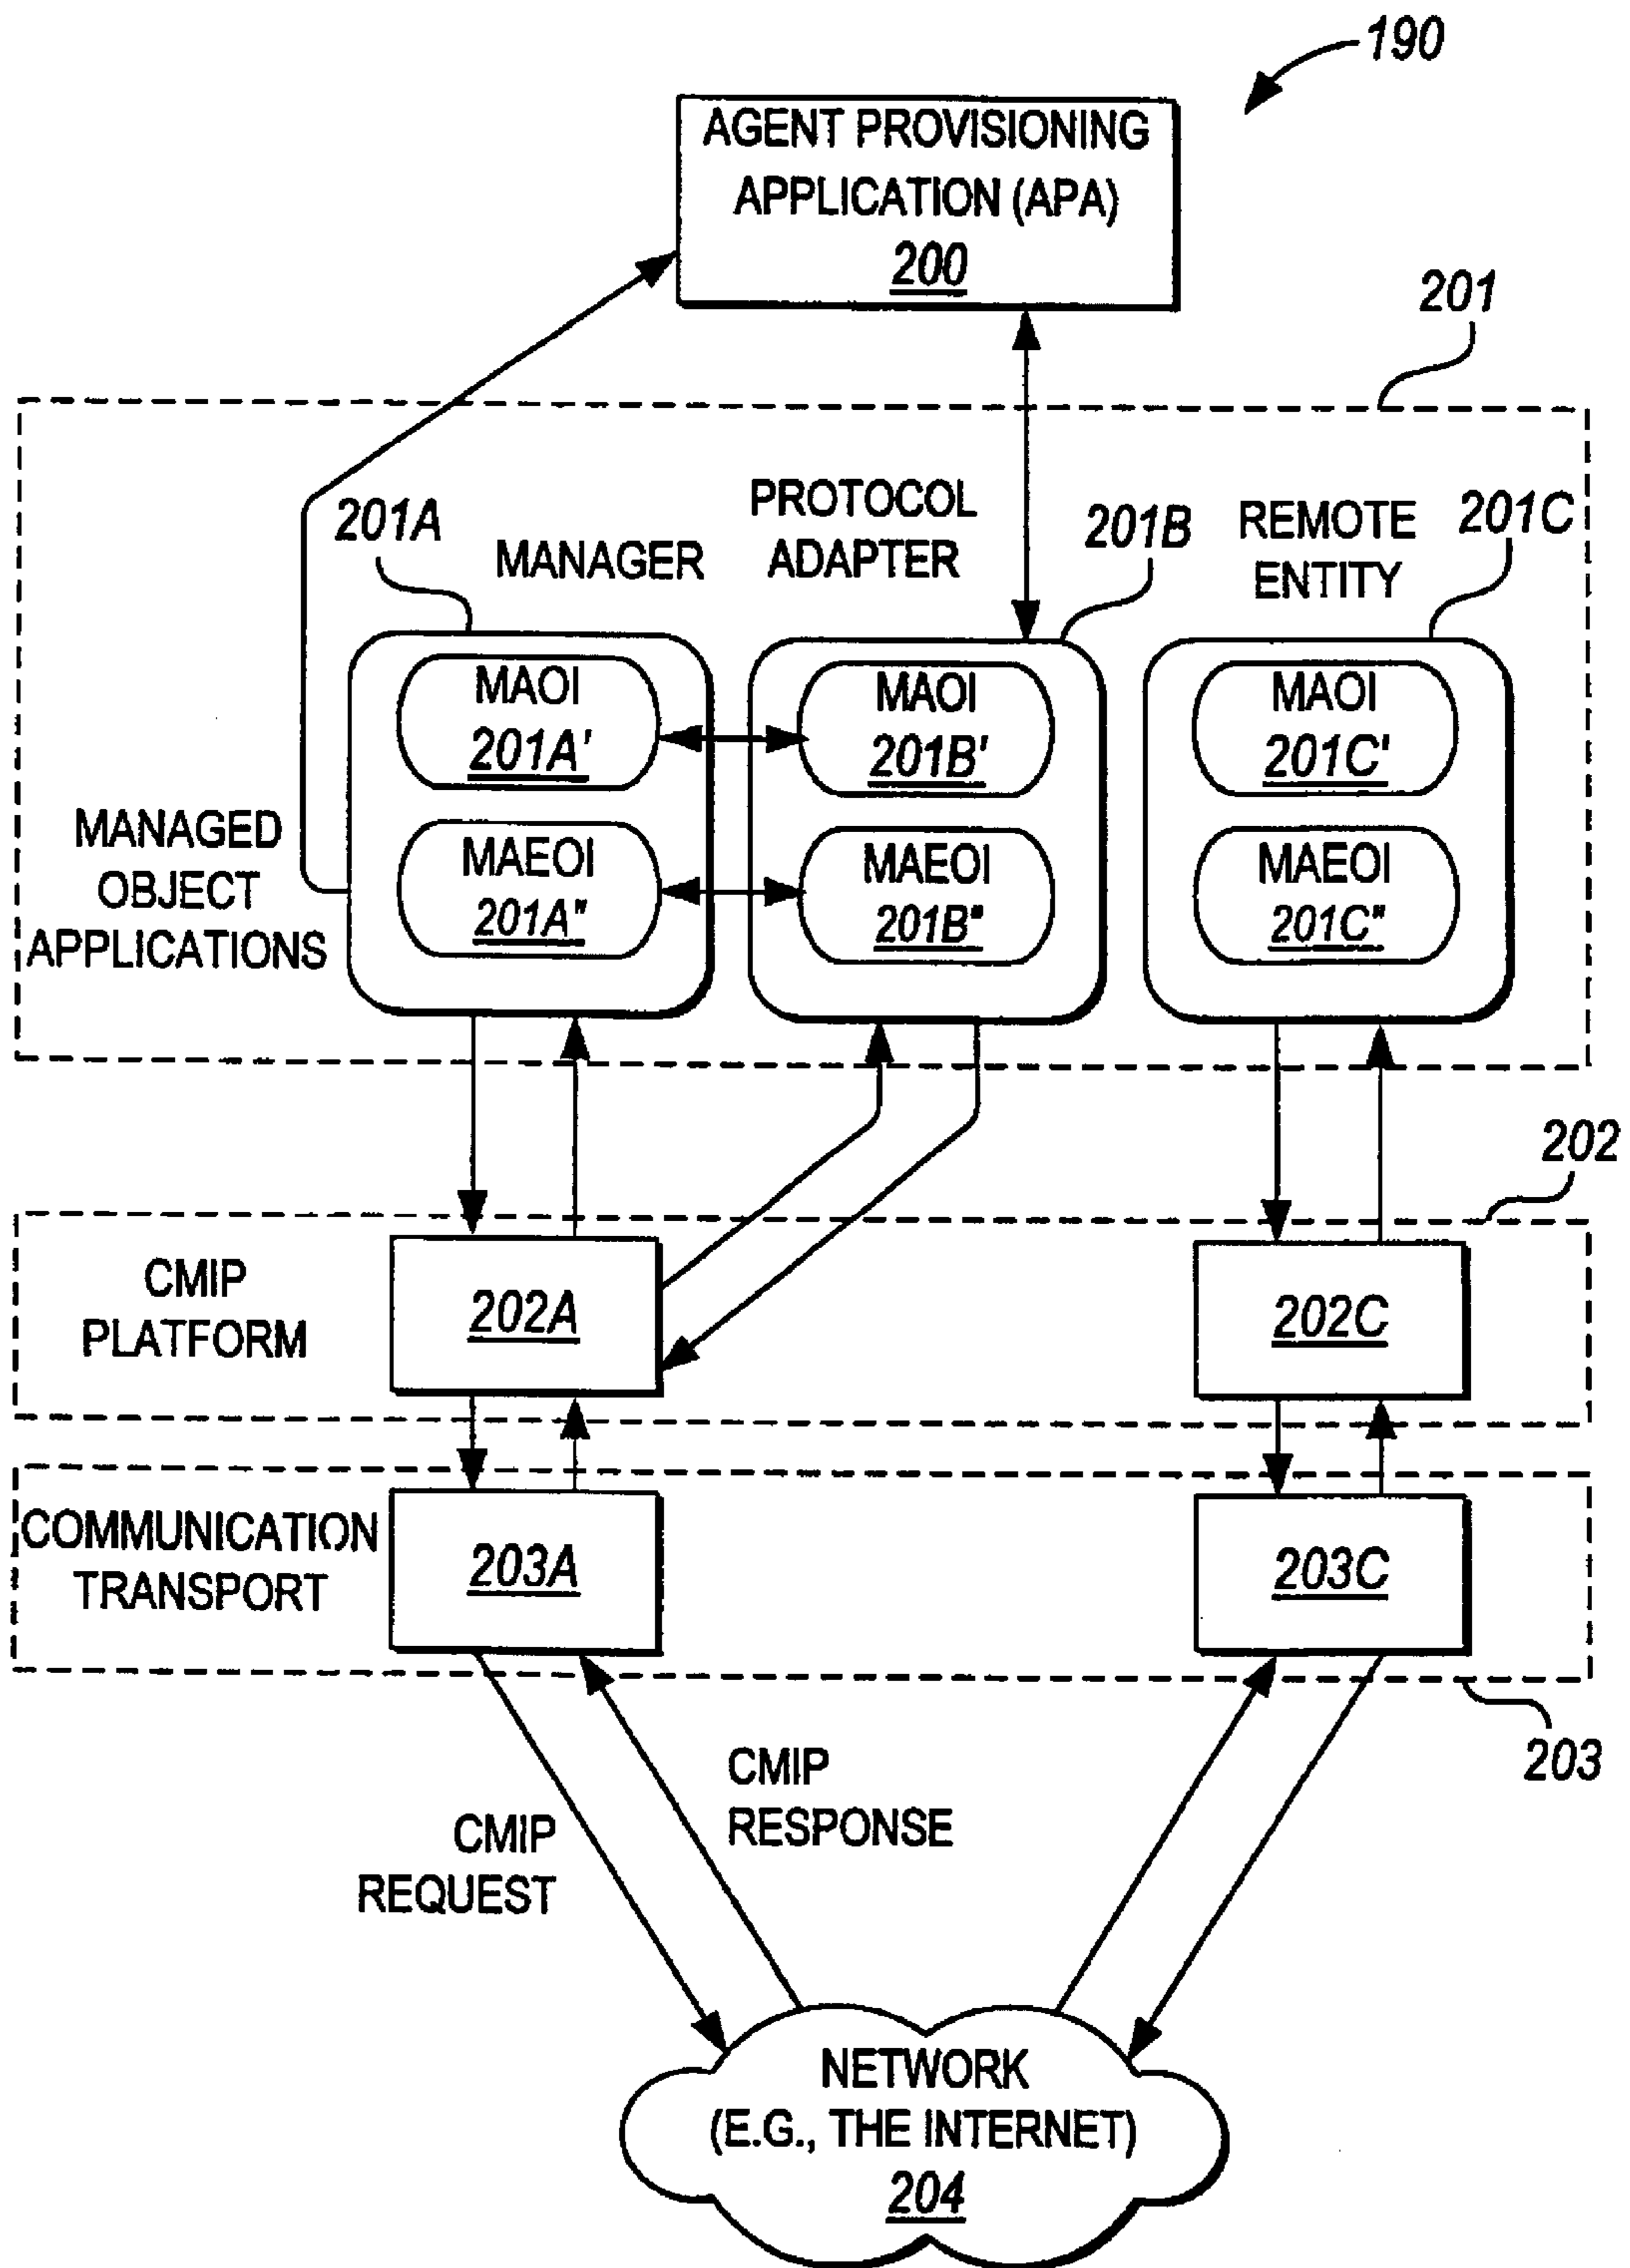 190
AGENT PROVISIONING
APPLICATION (APA)
200
201
201A
MANAGER
PROTOCOL
ADAPTER
201B
REMOTE
ENTITY
201C
MAOI
201A'
MAOI
201B'
MAOI
201C'
MANAGED
OBJECT
APPLICATIONS
MAEOI
201A"
MAEOI
201B"
MAEOI
201C"
202
CMIP
PLATFORM
202A
202C
COMMUNICATION
TRANSPORT
203A
203C
203
CMIP
REQUEST
CMIP
RESPONSE
NETWORK
(E.G., THE INTERNET)
204